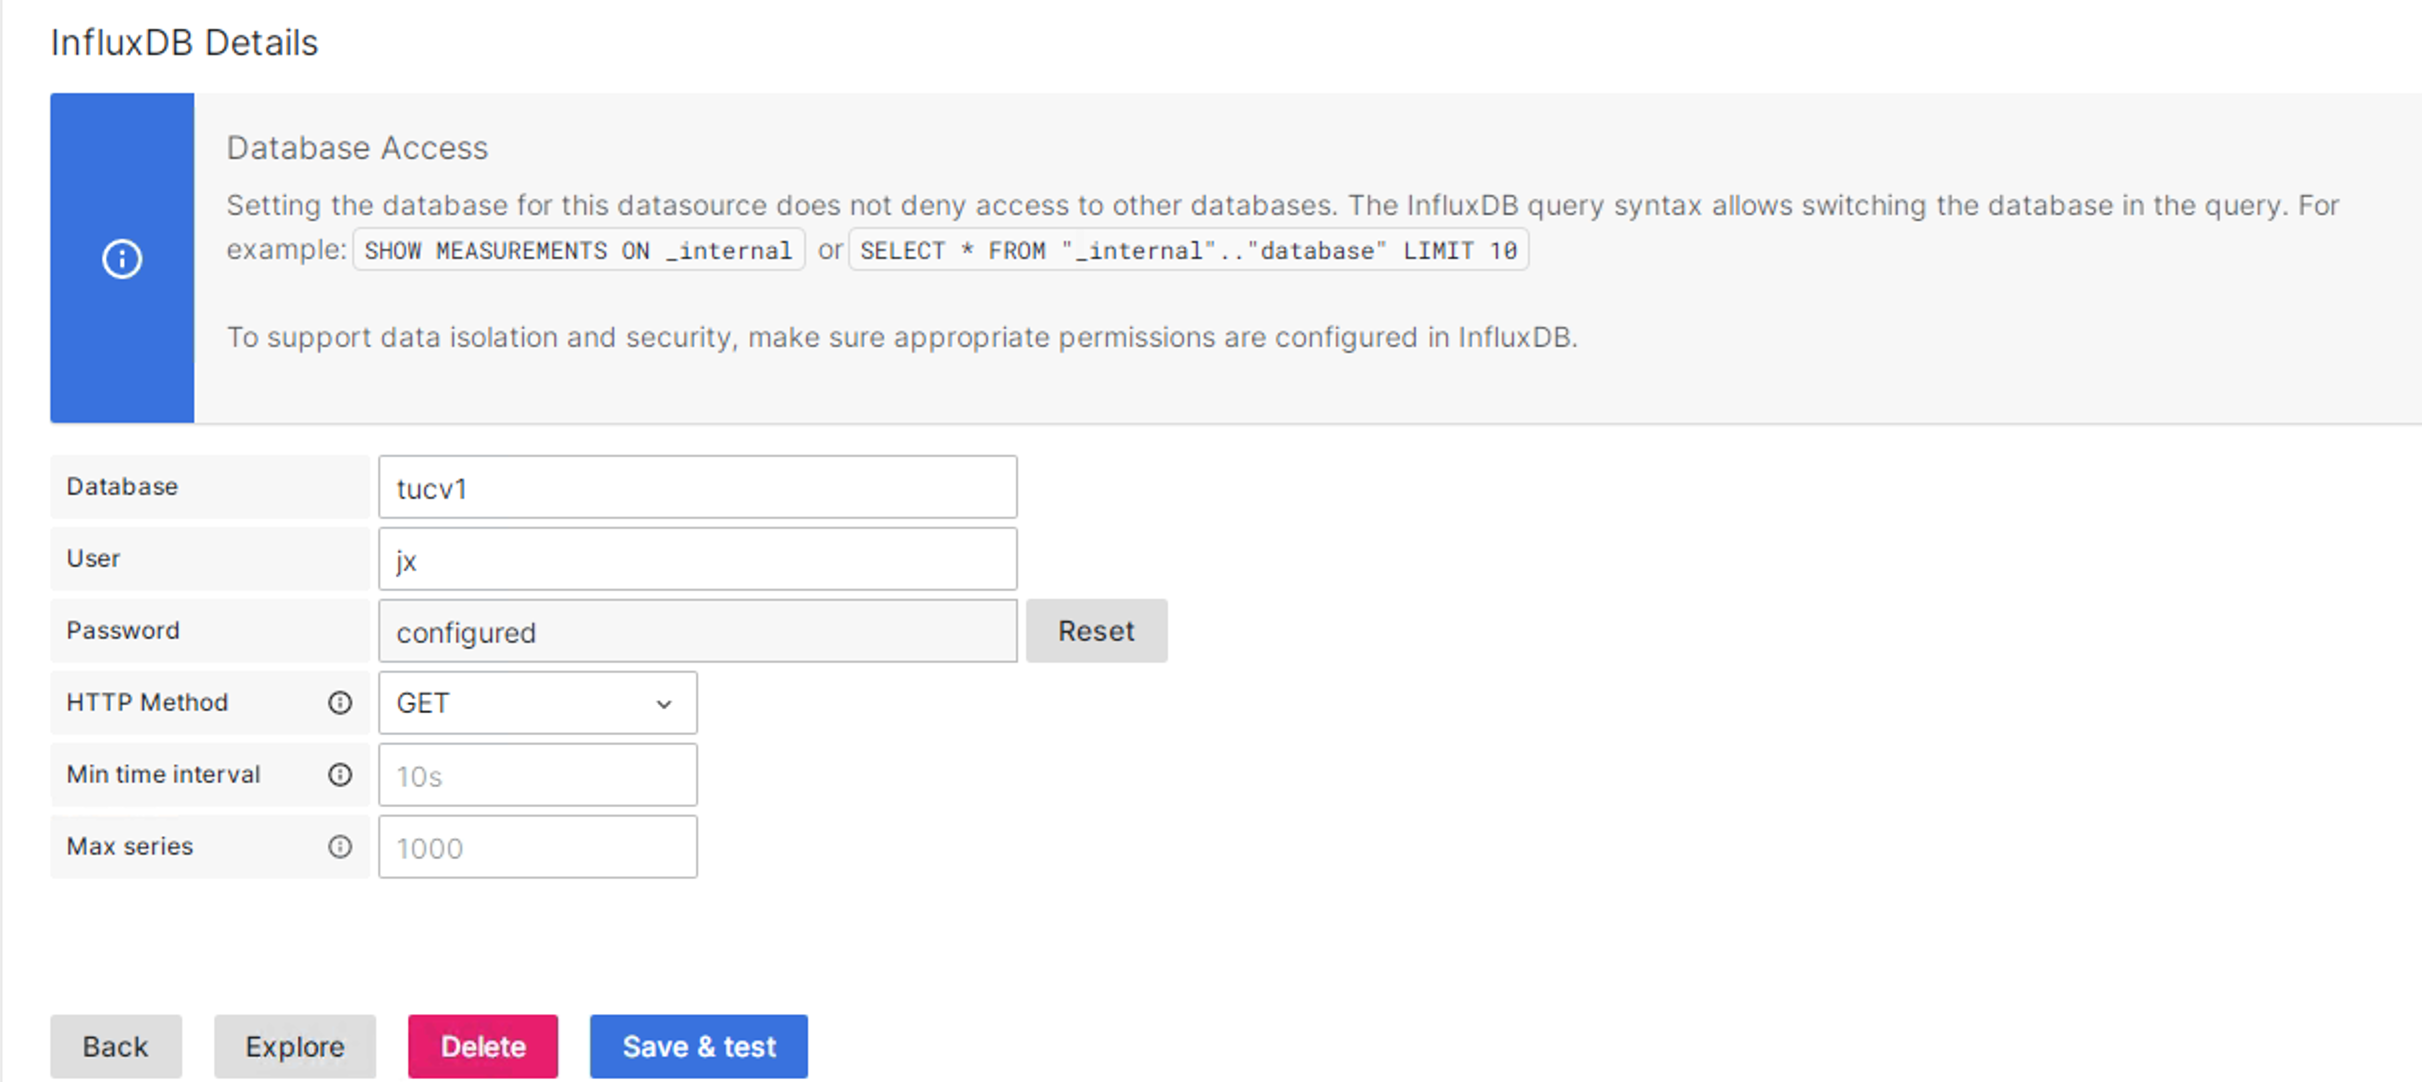 InfluxDB Details
Database Access
Setting the database for this datasource does not deny access to other databases. The InfluxDB query syntax allows switching the database in the query. For
example: SHOW MEASUREMENTS ON _internal or SELECT * FROM "_internal".."database" LIMIT 10
To support data isolation and security, make sure appropriate permissions are configured in InfluxDB.
Database tucv1
User jx
Password configured Reset
HTTP Method GET
Min time interval 10s
Max series 1000
Back Explore Delete Save & test